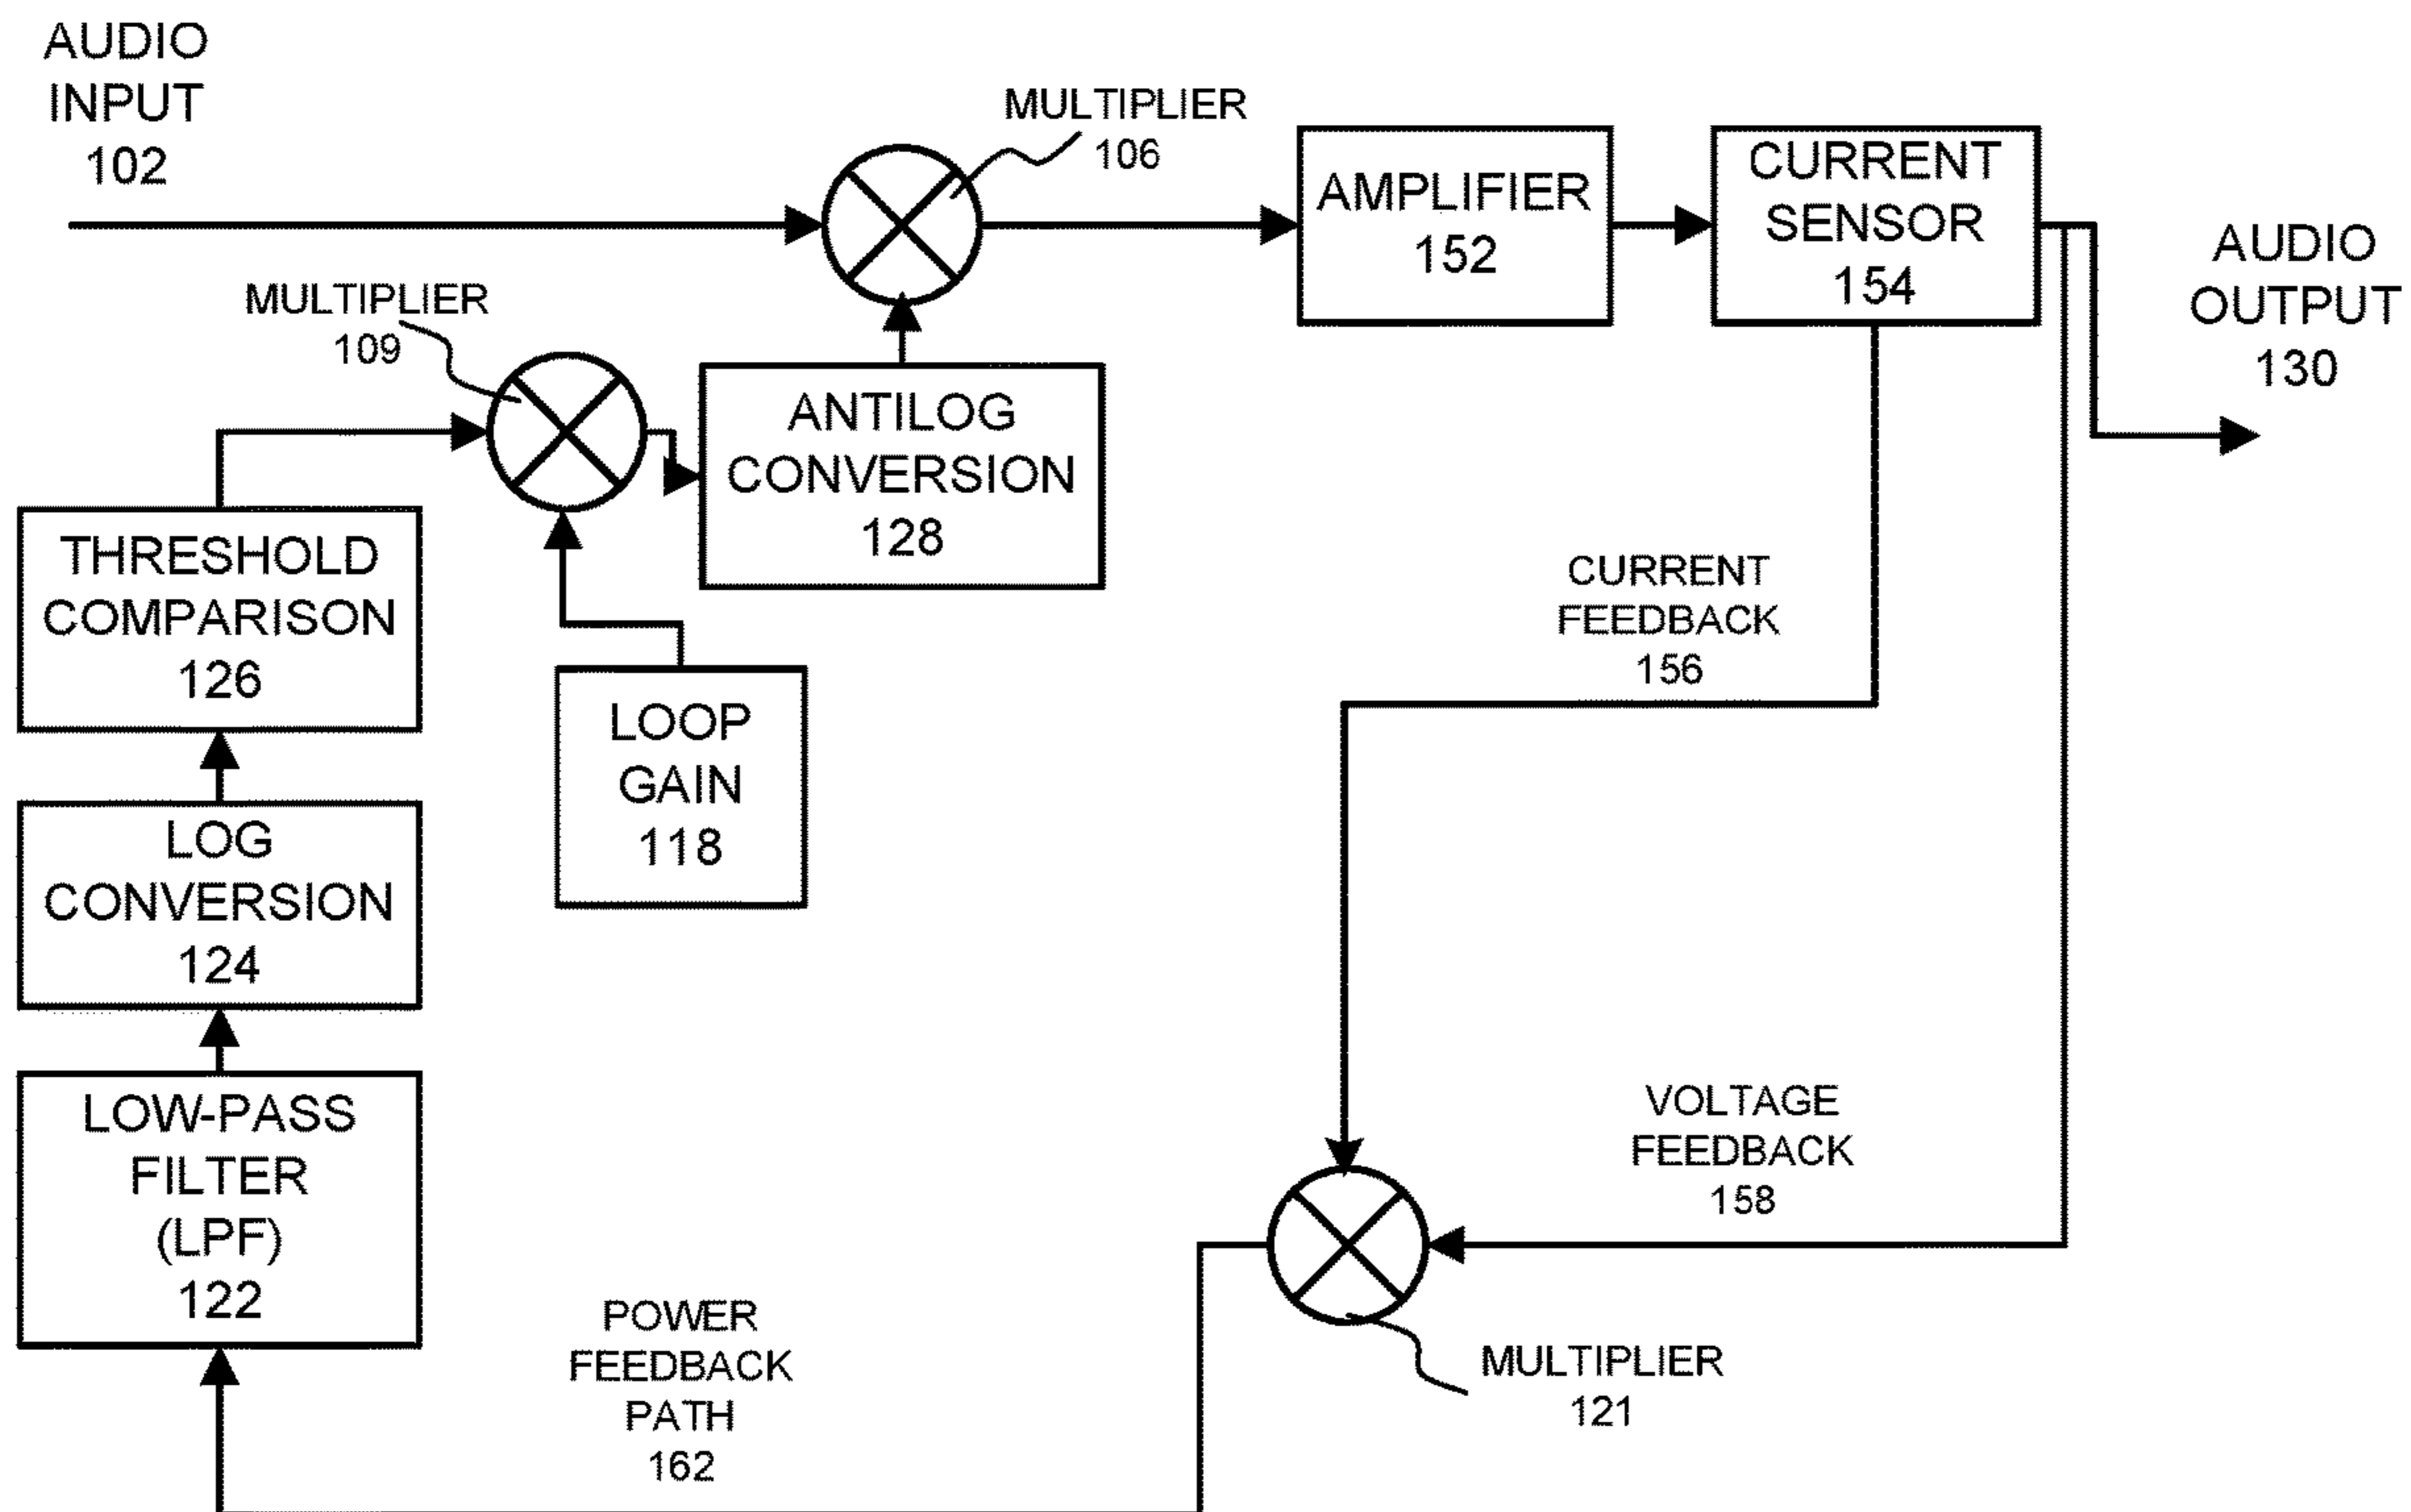 AUDIO
INPUT
102
MULTIPLIER
106
AMPLIFIER
152
CURRENT
SENSOR
154
AUDIO
OUTPUT
130
MULTIPLIER
109
ANTILOG
CONVERSION
128
THRESHOLD
COMPARISON
126
LOOP
GAIN
118
CURRENT
FEEDBACK
156
LOG
CONVERSION
124
LOW-PASS
FILTER
(LPF)
122
VOLTAGE
FEEDBACK
158
POWER
FEEDBACK
PATH
162
MULTIPLIER
121